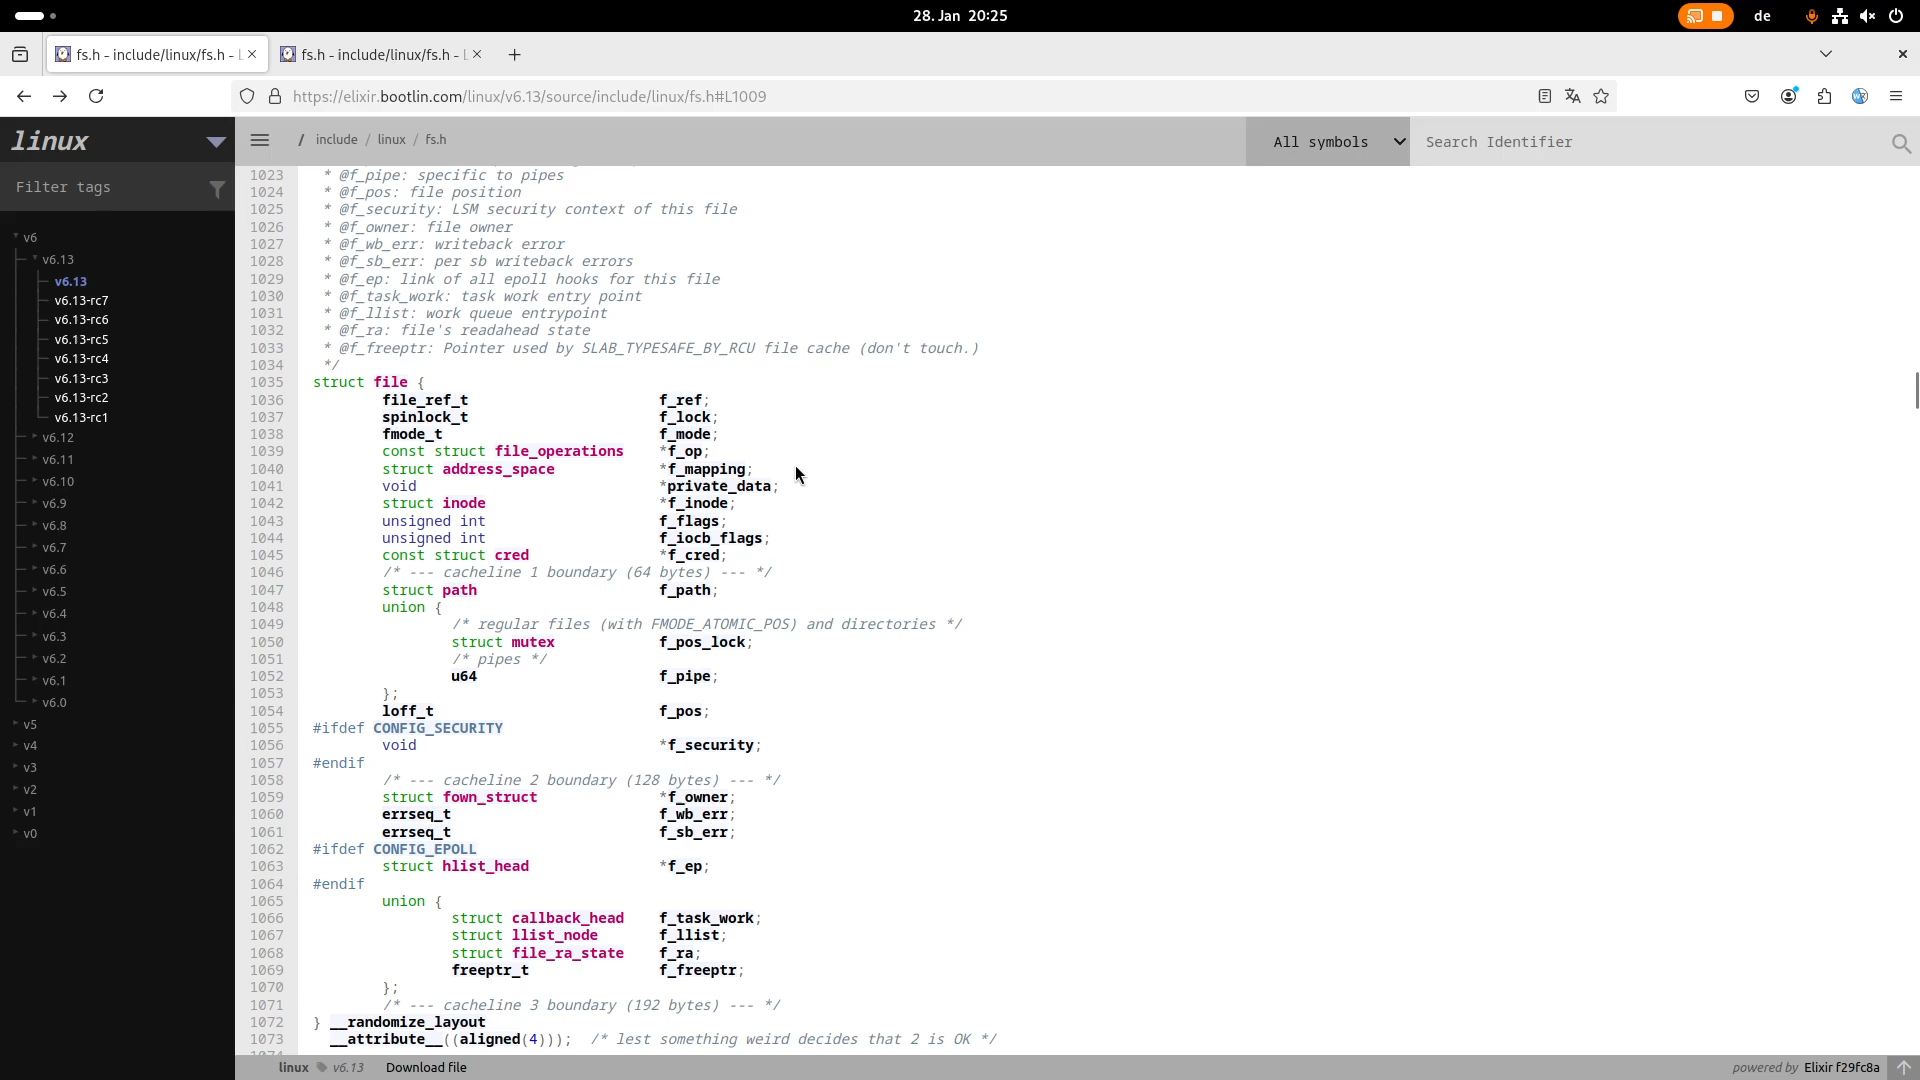 28. Jan 20:25
de
fs.h - include/linux/fs.h - L
fs.h - include/linux/fs.h - L
https://elixir.bootlin.com/linux/v6.13/source/include/linux/fs.h#L1009
linux
/ include / linux / fs.h
All symbols
Search Identifier
Filter tags
v6
v6.13
v6.13
v6.13-rc7
v6.13-rc6
v6.13-rc5
v6.13-rc4
v6.13-rc3
v6.13-rc2
v6.13-rc1
v6.12
v6.11
v6.10
v6.9
v6.8
v6.7
v6.6
v6.5
v6.4
v6.3
v6.2
v6.1
v6.0
v5
v4
v3
v2
v1
v0
1023 * @f_pipe: specific to pipes
1024 * @f_pos: file position
1025 * @f_security: LSM security context of this file
1026 * @f_owner: file owner
1027 * @f_wb_err: writeback error
1028 * @f_sb_err: per sb writeback errors
1029 * @f_ep: link of all epoll hooks for this file
1030 * @f_task_work: task work entry point
1031 * @f_llist: work queue entrypoint
1032 * @f_ra: file's readahead state
1033 * @f_freeptr: Pointer used by SLAB_TYPESAFE_BY_RCU file cache (don't touch.)
1034 */
1035 struct file {
1036 file_ref_t f_ref;
1037 spinlock_t f_lock;
1038 fmode_t f_mode;
1039 const struct file_operations *f_op;
1040 struct address_space *f_mapping;
1041 void *private_data;
1042 struct inode *f_inode;
1043 unsigned int f_flags;
1044 unsigned int f_iocb_flags;
1045 const struct cred *f_cred;
1046 /* --- cacheline 1 boundary (64 bytes) --- */
1047 struct path f_path;
1048 union {
1049 /* regular files (with FMODE_ATOMIC_POS) and directories */
1050 struct mutex f_pos_lock;
1051 /* pipes */
1052 u64 f_pipe;
1053 };
1054 loff_t f_pos;
1055 #ifdef CONFIG_SECURITY
1056 void *f_security;
1057 #endif
1058 /* --- cacheline 2 boundary (128 bytes) --- */
1059 struct fown_struct *f_owner;
1060 errseq_t f_wb_err;
1061 errseq_t f_sb_err;
1062 #ifdef CONFIG_EPOLL
1063 struct hlist_head *f_ep;
1064 #endif
1065 union {
1066 struct callback_head f_task_work;
1067 struct llist_node f_llist;
1068 struct file_ra_state f_ra;
1069 freeptr_t f_freeptr;
1070 };
1071 /* --- cacheline 3 boundary (192 bytes) --- */
1072 } __randomize_layout
1073 __attribute__((aligned(4))); /* lest something weird decides that 2 is OK */
linux v6.13 Download file
powered by Elixir f29fc8a